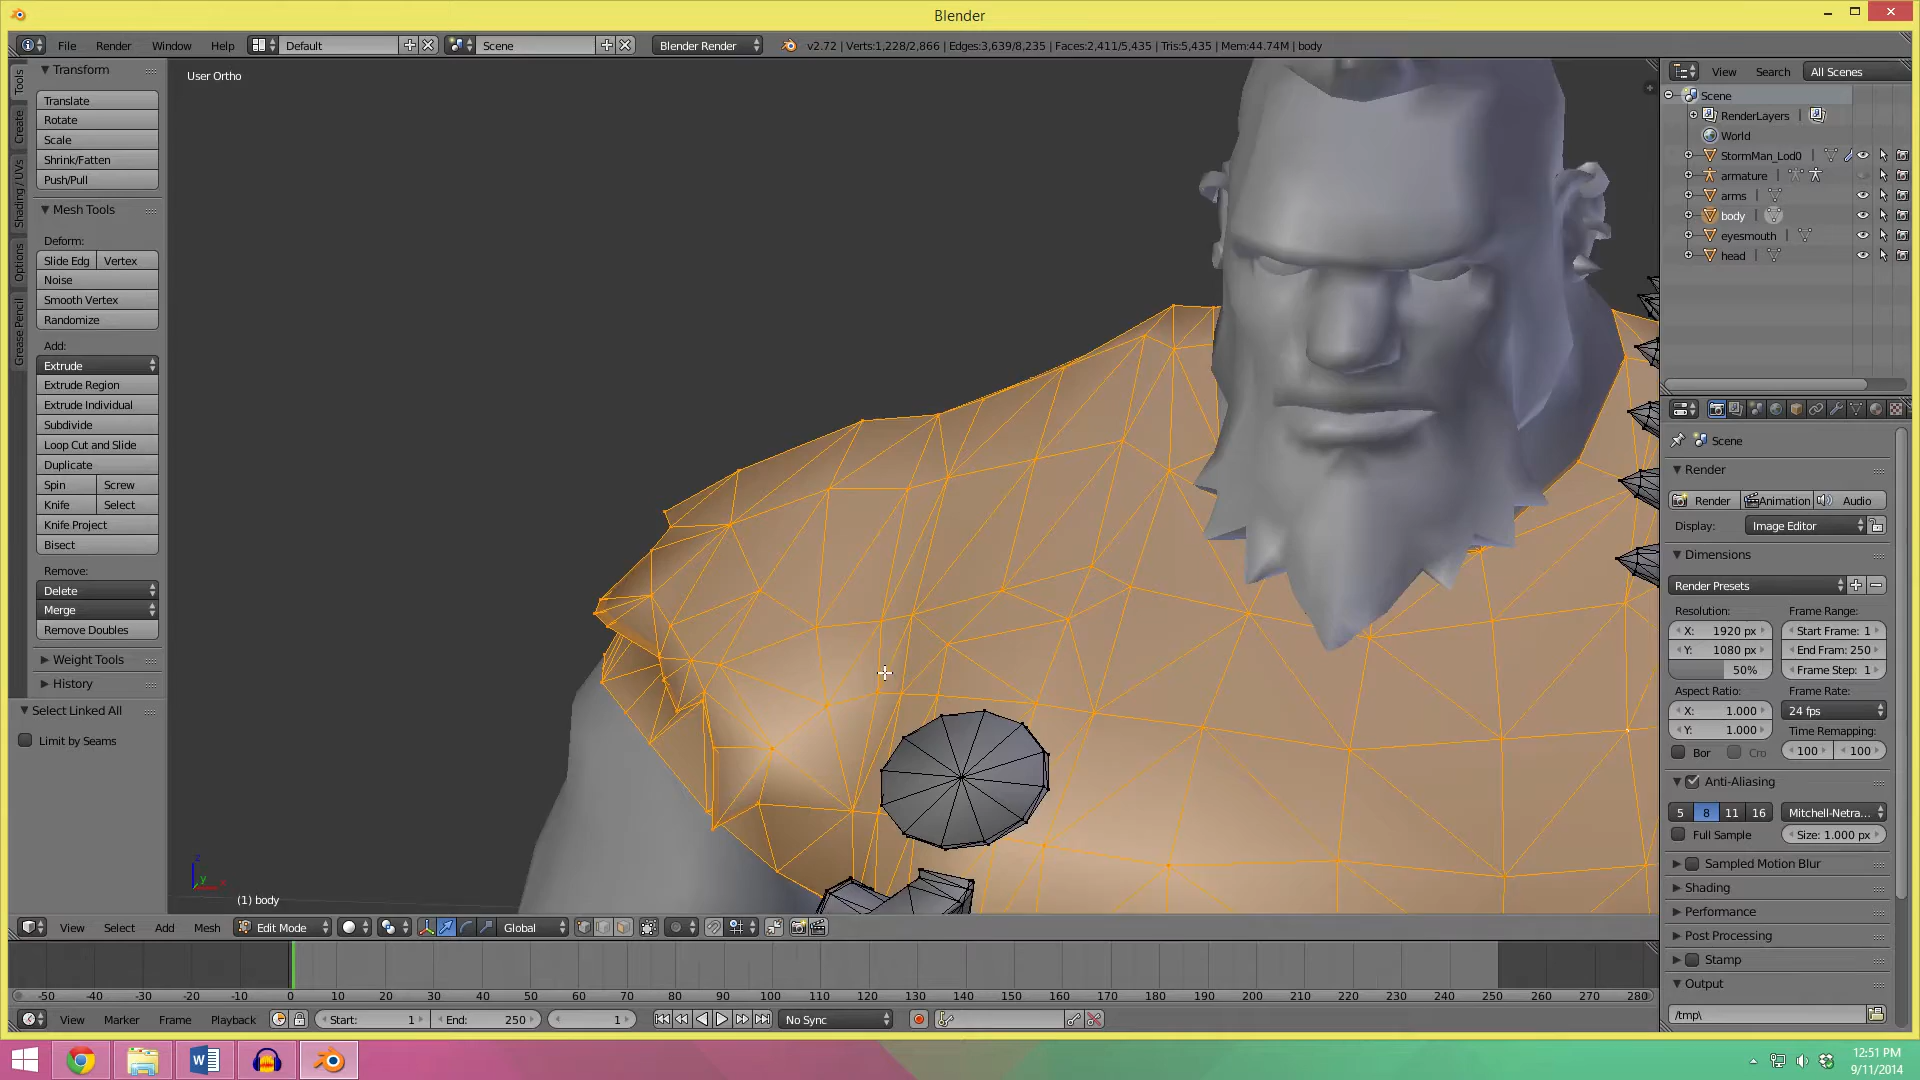 Blender
File Render Window Help Default Scene Blender Render v2.72 | Verts:1,228/2,866 | Edges:3,639/8,235 | Faces:2,411/5,435 | Tris:5,435 | Mem:44.74M | body
Tools
Create
Shading / UVs
Options
Grease Pencil
Transform
Translate
Rotate
Scale
Shrink/Fatten
Push/Pull
Mesh Tools
Deform:
Slide Edg Vertex
Noise
Smooth Vertex
Randomize
Add:
Extrude
Extrude Region
Extrude Individual
Subdivide
Loop Cut and Slide
Duplicate
Spin Screw
Knife Select
Knife Project
Bisect
Remove:
Delete
Merge
Remove Doubles
Weight Tools
History
Select Linked All
Limit by Seams
User Ortho
z
y
x
(1) body
View Select Add Mesh Edit Mode Global
View Search All Scenes
Scene
RenderLayers
World
StormMan_Lod0
armature
arms
body
eyesmouth
head
Scene
Render
Render Animation Audio
Display: Image Editor
Dimensions
Render Presets
Resolution: Frame Range:
X: 1920 px Start Frame: 1
Y: 1080 px End Fram: 250
50% Frame Step: 1
Aspect Ratio: Frame Rate:
X: 1.000 24 fps
Y: 1.000 Time Remapping:
Bor Cro 100 100
Anti-Aliasing
5 8 11 16 Mitchell-Netra...
Full Sample Size: 1.000 px
Sampled Motion Blur
Shading
Performance
Post Processing
Stamp
Output
/tmp\
-50 -40 -30 -20 -10 0 10 20 30 40 50 60 70 80 90 100 110 120 130 140 150 160 170 180 190 200 210 220 230 240 250 260 270 280
View Marker Frame Playback Start: 1 End: 250 1 No Sync
12:51 PM
9/11/2014